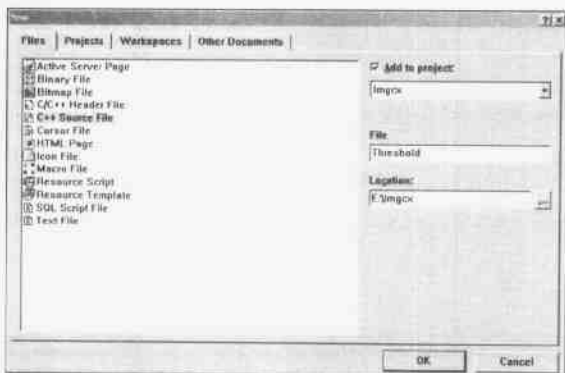 New
Files Projects Workspaces Other Documents
Active Server Page
Binary File
Bitmap File
C/C++ Header File
C++ Source File
Cursor File
HTML Page
Icon File
Macro File
Resource Script
Resource Template
SQL Script File
Text File
Add to project:
Imgcx
File
Threshold
Location:
E:\Imgcx
...
OK Cancel